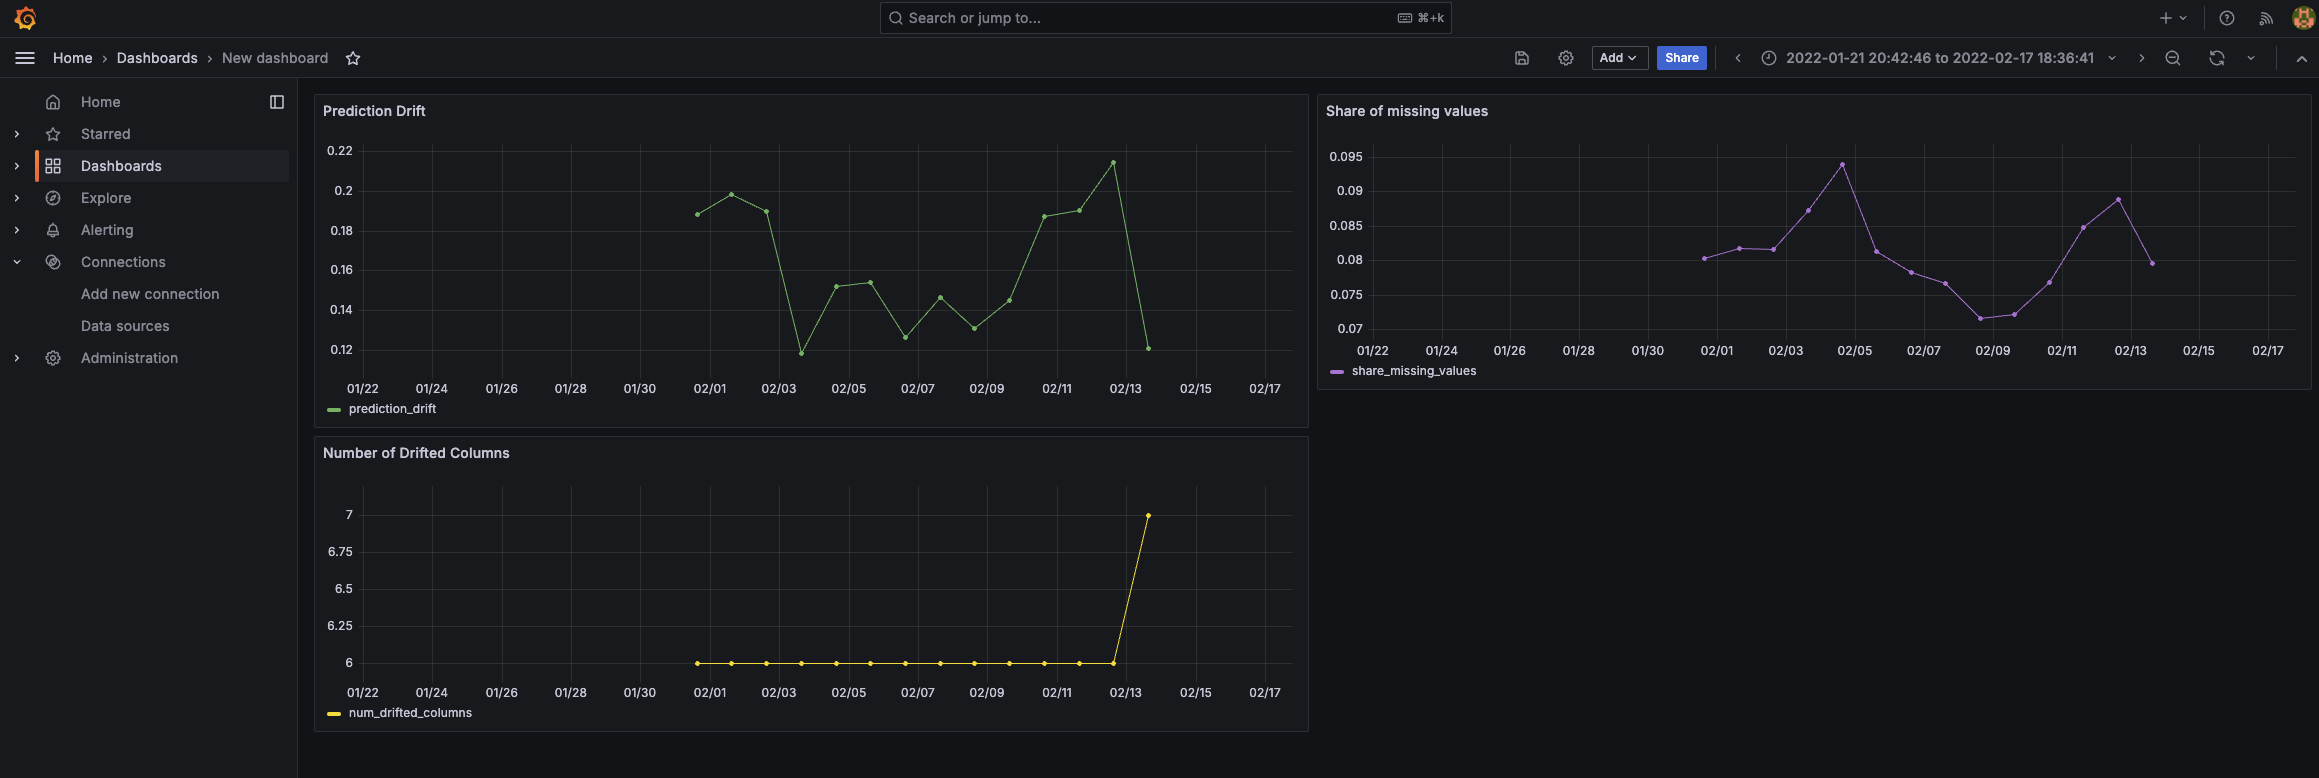 Search or jump to...
⌘+k
Home › Dashboards › New dashboard
Add
Share
2022-01-21 20:42:46 to 2022-02-17 18:36:41
Home
Starred
Dashboards
Explore
Alerting
Connections
Add new connection
Data sources
Administration
Prediction Drift
0.22
0.2
0.18
0.16
0.14
0.12
01/22 01/24 01/26 01/28 01/30 02/01 02/03 02/05 02/07 02/09 02/11 02/13 02/15 02/17
prediction_drift
Share of missing values
0.095
0.09
0.085
0.08
0.075
0.07
01/22 01/24 01/26 01/28 01/30 02/01 02/03 02/05 02/07 02/09 02/11 02/13 02/15 02/17
share_missing_values
Number of Drifted Columns
7
6.75
6.5
6.25
6
01/22 01/24 01/26 01/28 01/30 02/01 02/03 02/05 02/07 02/09 02/11 02/13 02/15 02/17
num_drifted_columns